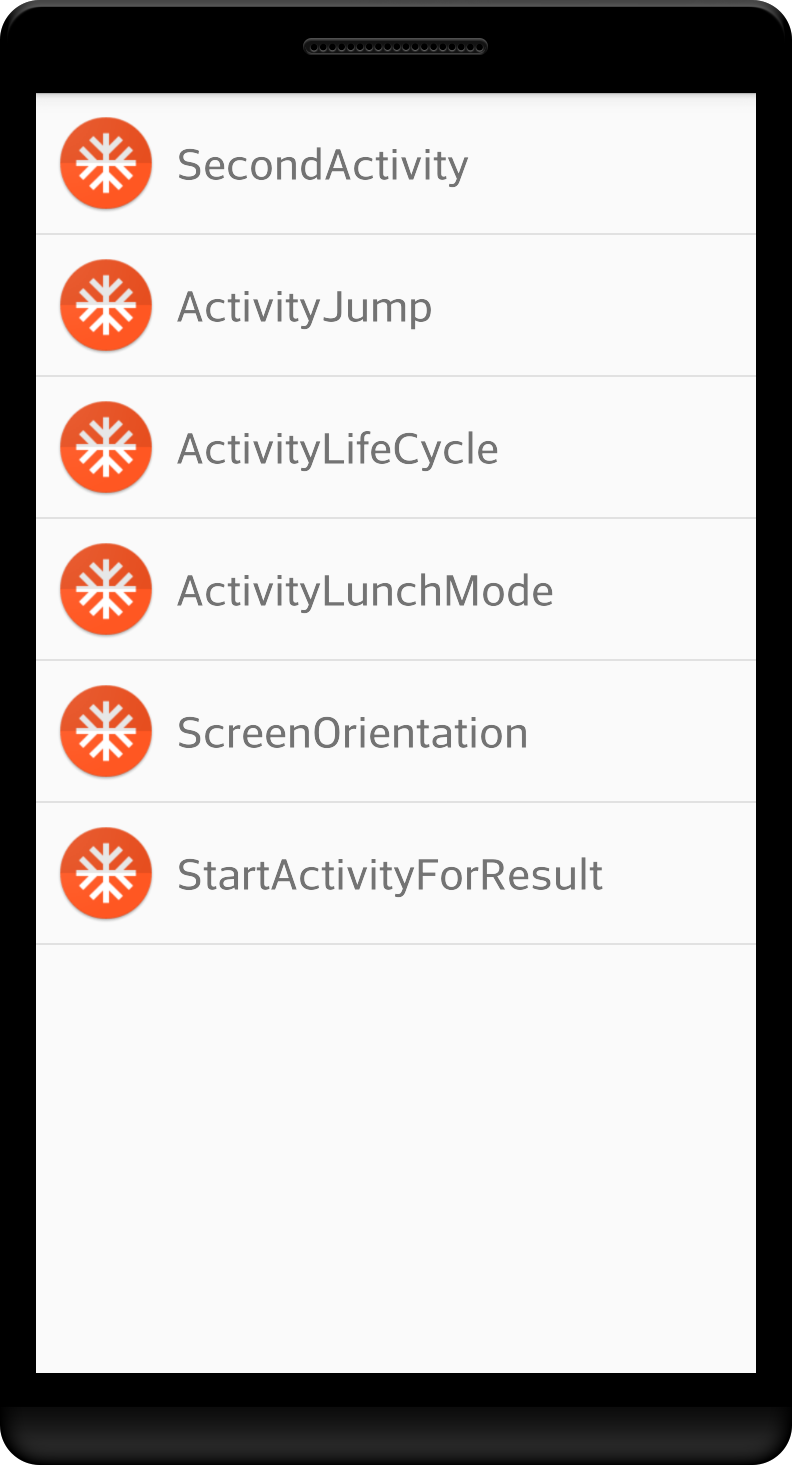 SecondActivity
ActivityJump
ActivityLifeCycle
ActivityLunchMode
ScreenOrientation
StartActivityForResult